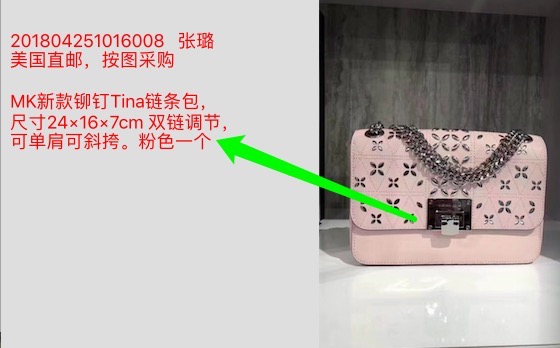 201804251016008 张璐
美国直邮，按图采购
MK新款铆钉Tina链条包，
尺寸24×16×7cm 双链调节，
可单肩可斜挎。粉色一个